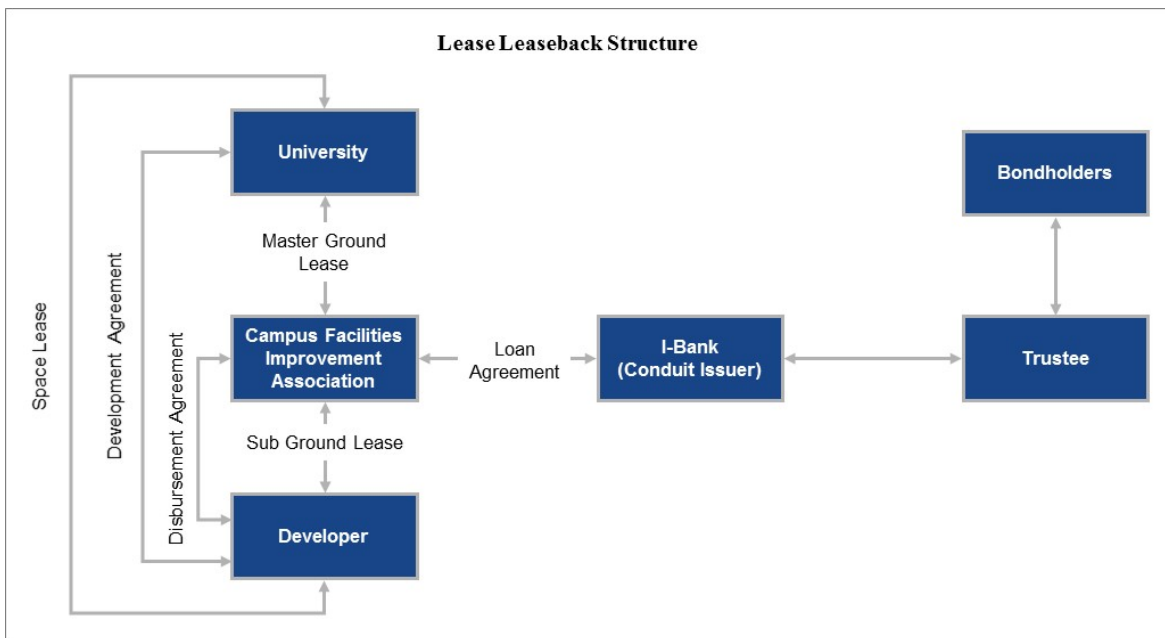 Lease Leaseback Structure
University
Bondholders
Master Ground
Lease
Space Lease
Development Agreement
Disbursement Agreement
Campus Facilities
Improvement
Association
Loan
Agreement
I-Bank
(Conduit Issuer)
Trustee
Sub Ground Lease
Developer